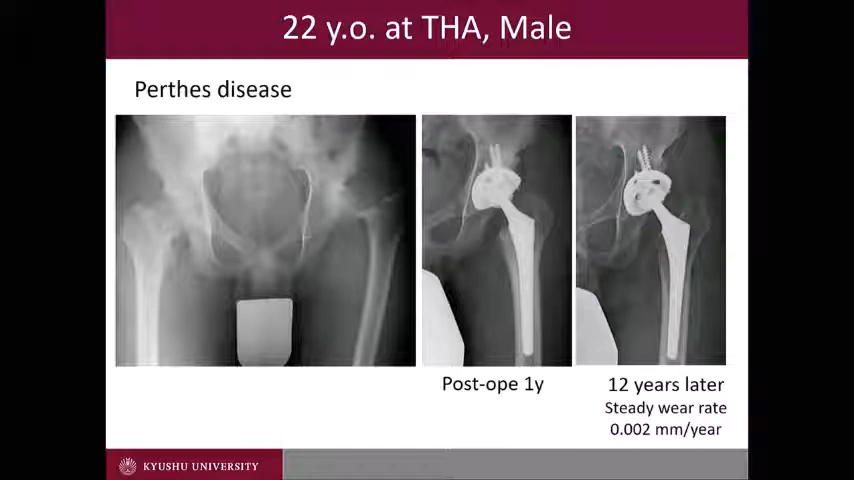 22 y.o. at THA, Male
Perthes disease
Post-ope 1y
12 years later
Steady wear rate
0.002 mm/year
KYUSHU UNIVERSITY